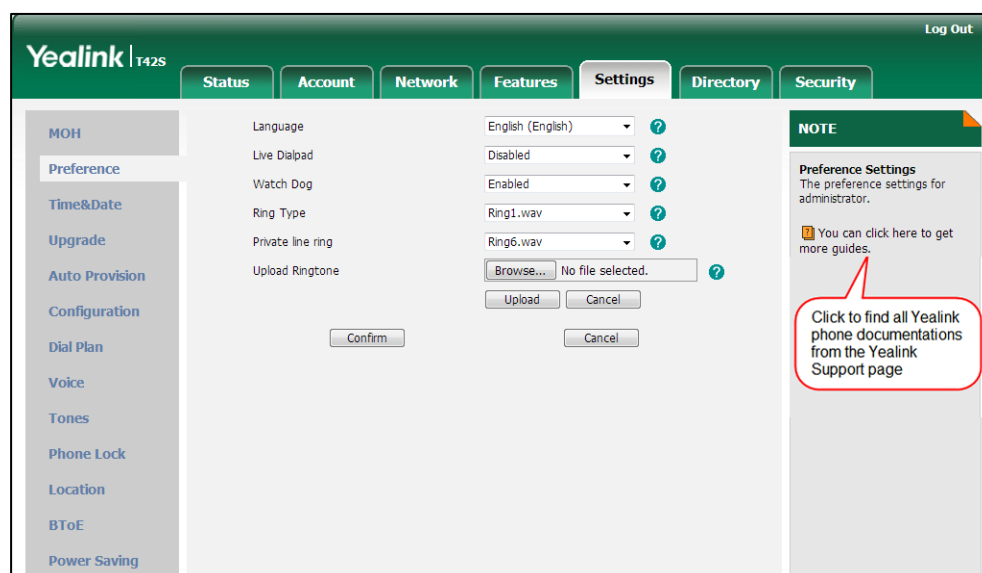 Log Out
Yealink | T42S
Status Account Network Features Settings Directory Security
MOH
Preference
Time&Date
Upgrade
Auto Provision
Configuration
Dial Plan
Voice
Tones
Phone Lock
Location
BToE
Power Saving
Language English (English) ?
Live Dialpad Disabled ?
Watch Dog Enabled ?
Ring Type Ring1.wav ?
Private line ring Ring6.wav ?
Upload Ringtone Browse... No file selected. ?
Upload Cancel
Confirm Cancel
NOTE
Preference Settings
The preference settings for
administrator.
? You can click here to get
more guides.
Click to find all Yealink
phone documentations
from the Yealink
Support page